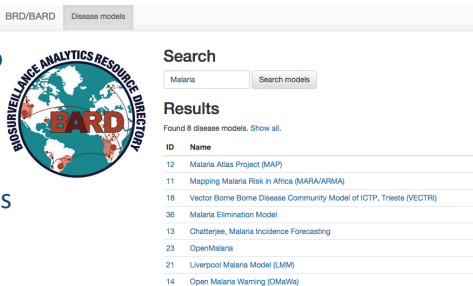 BRD/BARD Disease models
BIOSURVEILLANCE ANALYTICS RESOURCE DIRECTORY
BARD
s
Search
Malaria Search models
Results
Found 8 disease models. Show all.
ID Name
12 Malaria Atlas Project (MAP)
11 Mapping Malaria Risk in Africa (MARA/ARMA)
18 Vector Borne Borne Disease Community Model of ICTP, Trieste (VECTRI)
36 Malaria Elimination Model
13 Chatterjee, Malaria Incidence Forecasting
23 OpenMalaria
21 Liverpool Malaria Model (LMM)
14 Open Malaria Warning (OMaWa)